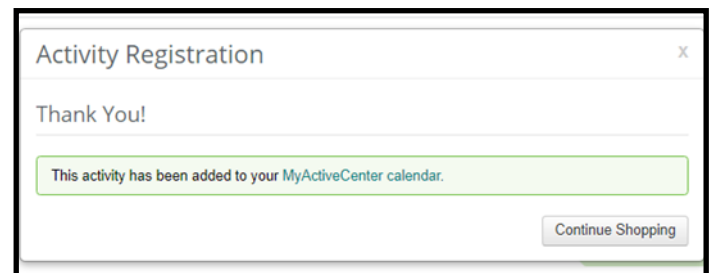 Activity Registration
x
Thank You!
This activity has been added to your MyActiveCenter calendar.
Continue Shopping